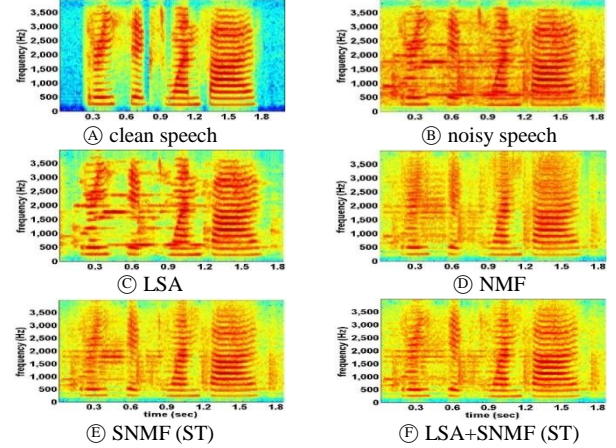 frequency (Hz)
3,500
3,000
2,500
2,000
1,500
1,000
500
0
0.3 0.6 0.9 1.2 1.5 1.8
Ⓐ clean speech
frequency (Hz)
3,500
3,000
2,500
2,000
1,500
1,000
500
0
0.3 0.6 0.9 1.2 1.5 1.8
Ⓑ noisy speech
frequency (Hz)
3,500
3,000
2,500
2,000
1,500
1,000
500
0
0.3 0.6 0.9 1.2 1.5 1.8
Ⓒ LSA
frequency (Hz)
3,500
3,000
2,500
2,000
1,500
1,000
500
0
0.3 0.6 0.9 1.2 1.5 1.8
Ⓓ NMF
frequency (Hz)
3,500
3,000
2,500
2,000
1,500
1,000
500
0
0.3 0.6 0.9 1.2 1.5 1.8
time (sec)
Ⓔ SNMF (ST)
frequency (Hz)
3,500
3,000
2,500
2,000
1,500
1,000
500
0
0.3 0.6 0.9 1.2 1.5 1.8
time (sec)
Ⓕ LSA+SNMF (ST)